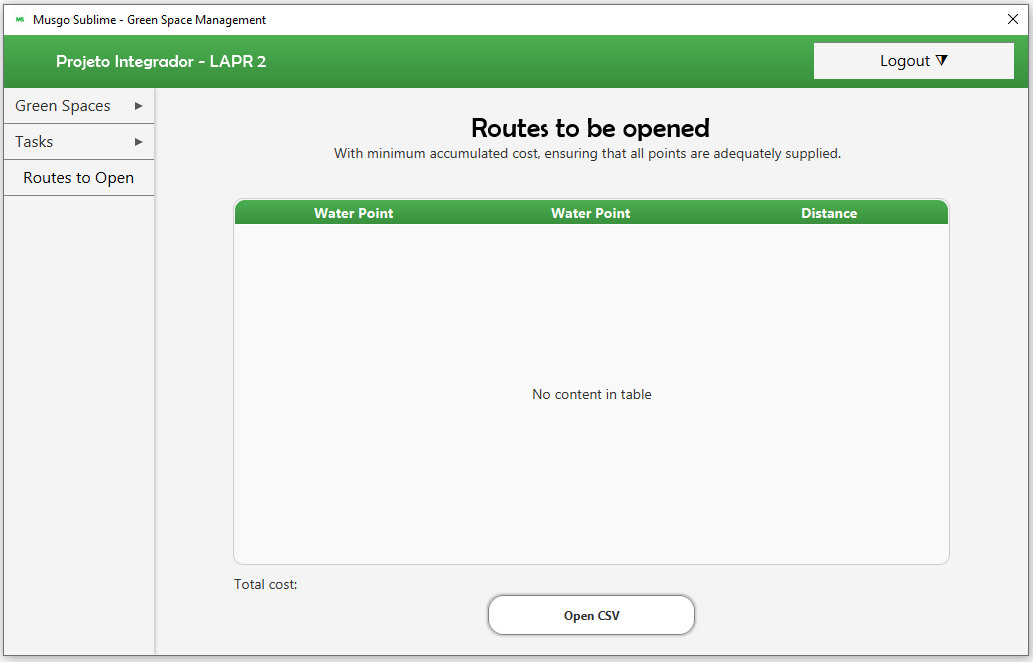 MS Musgo Sublime - Green Space Management
Projeto Integrador - LAPR 2
Logout
Green Spaces
Tasks
Routes to Open
Routes to be opened
With minimum accumulated cost, ensuring that all points are adequately supplied.
Water Point Water Point Distance
No content in table
Total cost:
Open CSV